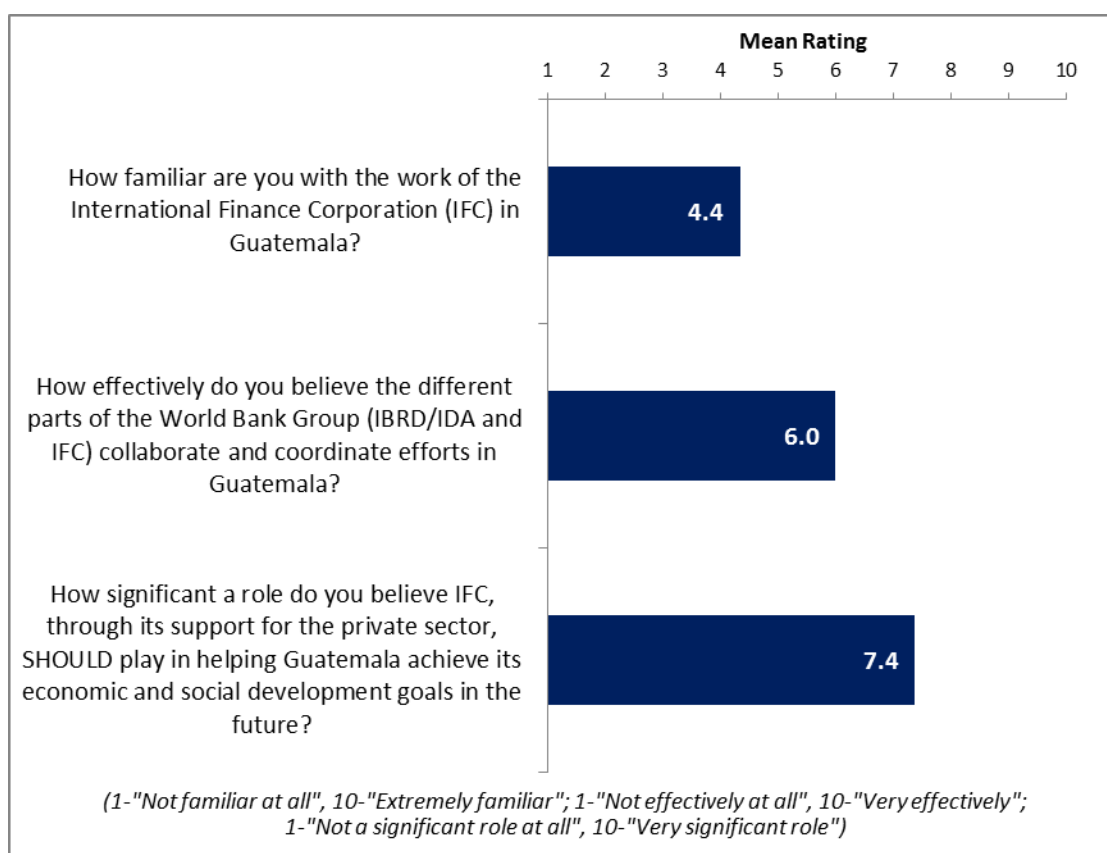 Mean Rating
1 2 3 4 5 6 7 8 9 10
How familiar are you with the work of the
International Finance Corporation (IFC) in
Guatemala?
4.4
How effectively do you believe the different
parts of the World Bank Group (IBRD/IDA and
IFC) collaborate and coordinate efforts in
Guatemala?
6.0
How significant a role do you believe IFC,
through its support for the private sector,
SHOULD play in helping Guatemala achieve its
economic and social development goals in the
future?
7.4
(1-"Not familiar at all", 10-"Extremely familiar"; 1-"Not effectively at all", 10-"Very effectively";
1-"Not a significant role at all", 10-"Very significant role")